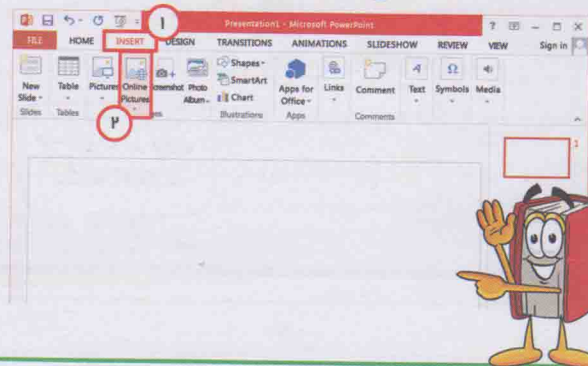 ١
Presentation1 - Microsoft PowerPoint
FILE HOME INSERT DESIGN TRANSITIONS ANIMATIONS SLIDESHOW REVIEW VIEW Sign in
Shapes
SmartArt
Chart
New Slide Table Pictures Online Pictures Photo Album Apps for Office Links Comment Text Symbols Media
Slides Tables Illustrations Apps Comments
٢
1